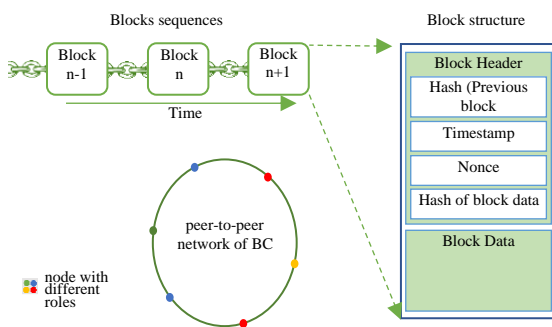 Blocks sequences
Block
n-1
Block
n
Block
n+1
Time
peer-to-peer
network of BC
node with
different
roles
Block structure
Block Header
Hash (Previous
block
Timestamp
Nonce
Hash of block data
Block Data